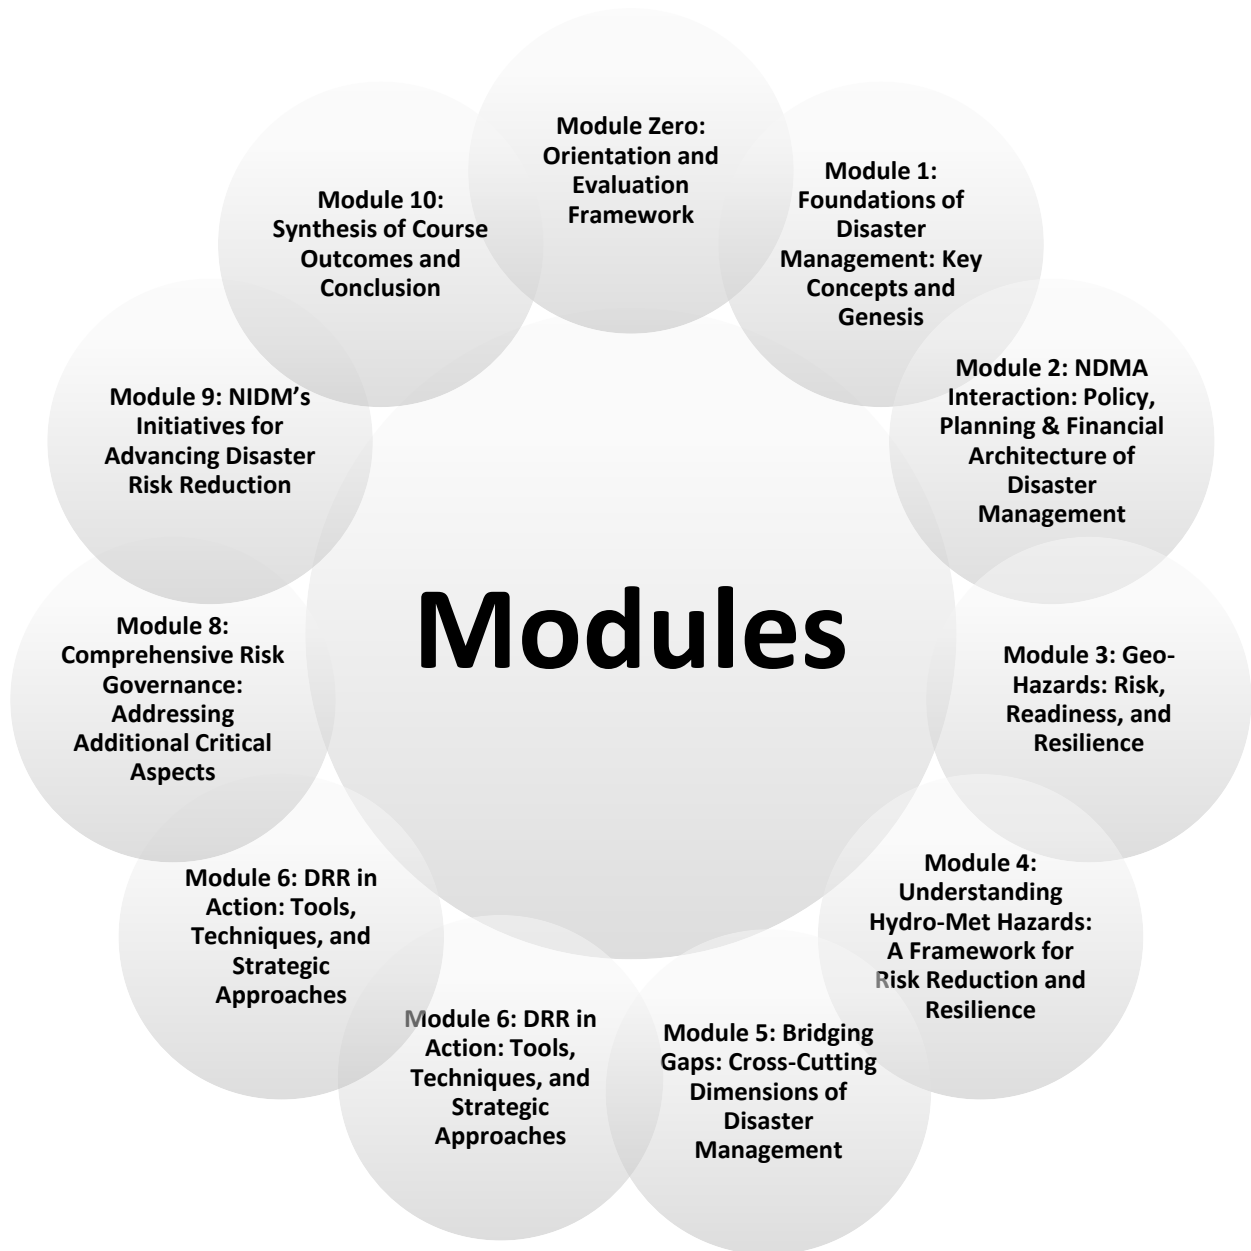 Module Zero:
Orientation and
Evaluation
Framework
Module 1:
Foundations of
Disaster
Management: Key
Concepts and
Genesis
Module 2: NDMA
Interaction: Policy,
Planning & Financial
Architecture of
Disaster
Management
Module 3: Geo-
Hazards: Risk,
Readiness, and
Resilience
Module 4:
Understanding
Hydro-Met Hazards:
A Framework for
Risk Reduction and
Resilience
Module 5: Bridging
Gaps: Cross-Cutting
Dimensions of
Disaster
Management
Module 6: DRR in
Action: Tools,
Techniques, and
Strategic
Approaches
Module 6: DRR in
Action: Tools,
Techniques, and
Strategic
Approaches
Module 8:
Comprehensive Risk
Governance:
Addressing
Additional Critical
Aspects
Module 9: NIDM’s
Initiatives for
Advancing Disaster
Risk Reduction
Module 10:
Synthesis of Course
Outcomes and
Conclusion
Modules